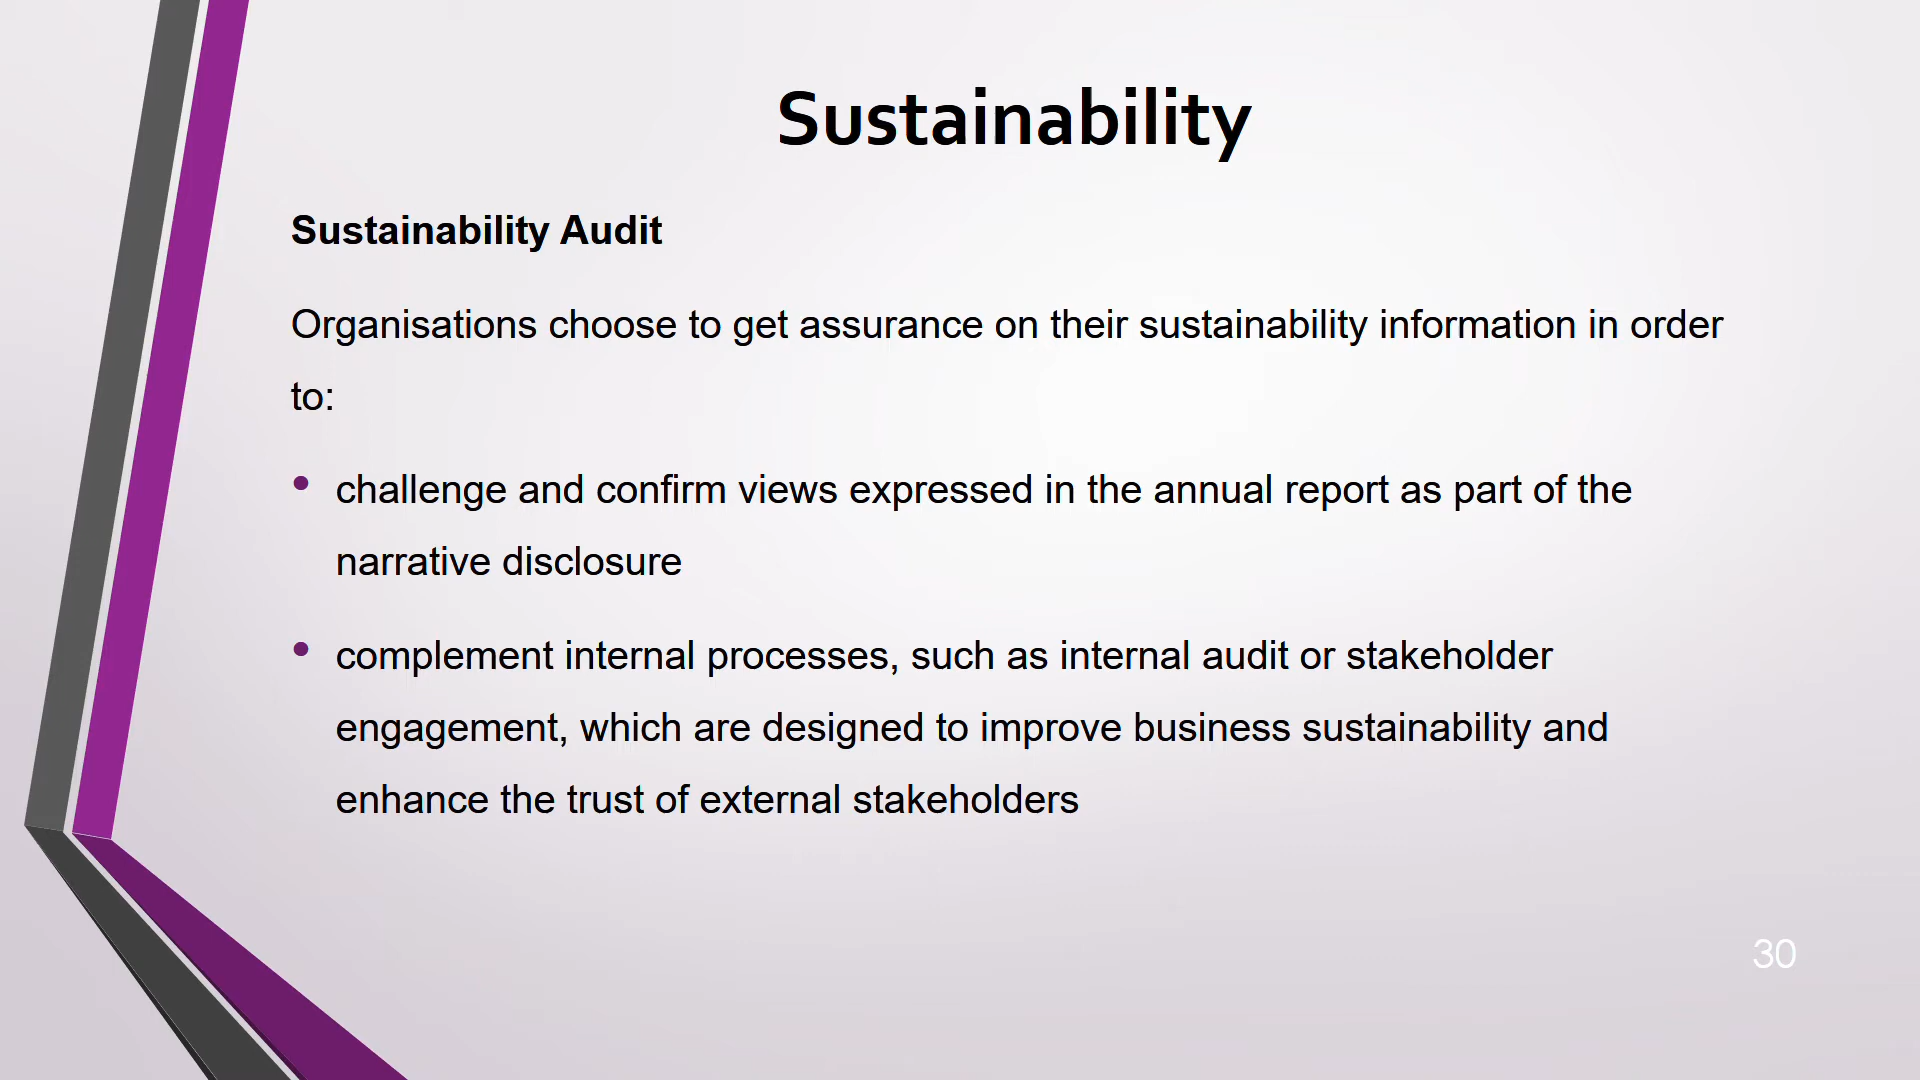 Sustainability
Sustainability Audit
Organisations choose to get assurance on their sustainability information in order
to:
• challenge and confirm views expressed in the annual report as part of the
narrative disclosure
• complement internal processes, such as internal audit or stakeholder
engagement, which are designed to improve business sustainability and
enhance the trust of external stakeholders
30